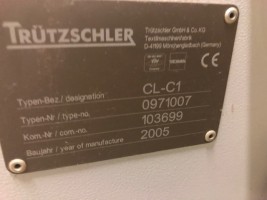 TRÜTZSCHLER
Trützschler GmbH & Co. KG
Textilmaschinenfabrik
D-41199 Mönchengladbach (Germany)
CE
Typen-Bez./ designation CL-C1
Typen-Nr / type-no. 0971007
Kom.-Nr / com.-no. 103699
Baujahr / year of manufacture 2005